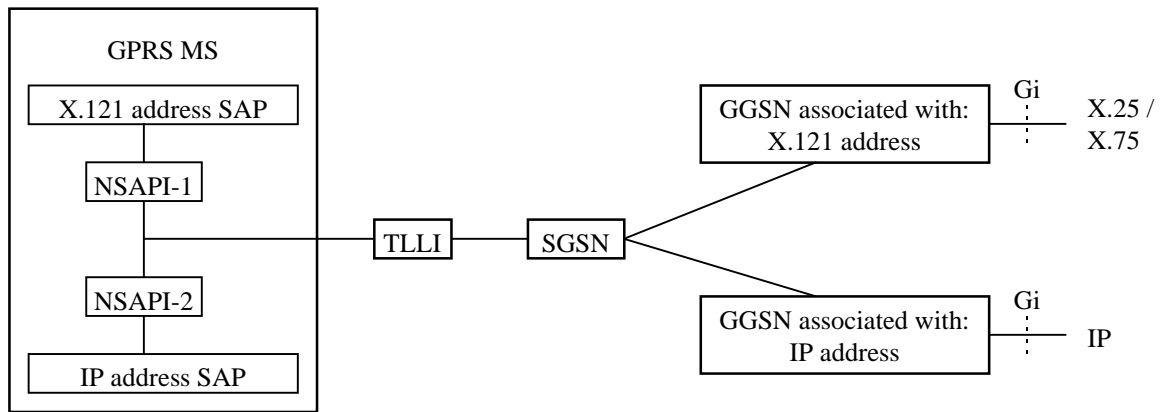 GPRS MS
X.121 address SAP
NSAPI-1
NSAPI-2
IP address SAP
TLLI
SGSN
GGSN associated with:
X.121 address
Gi
X.25 /
X.75
GGSN associated with:
IP address
Gi
IP